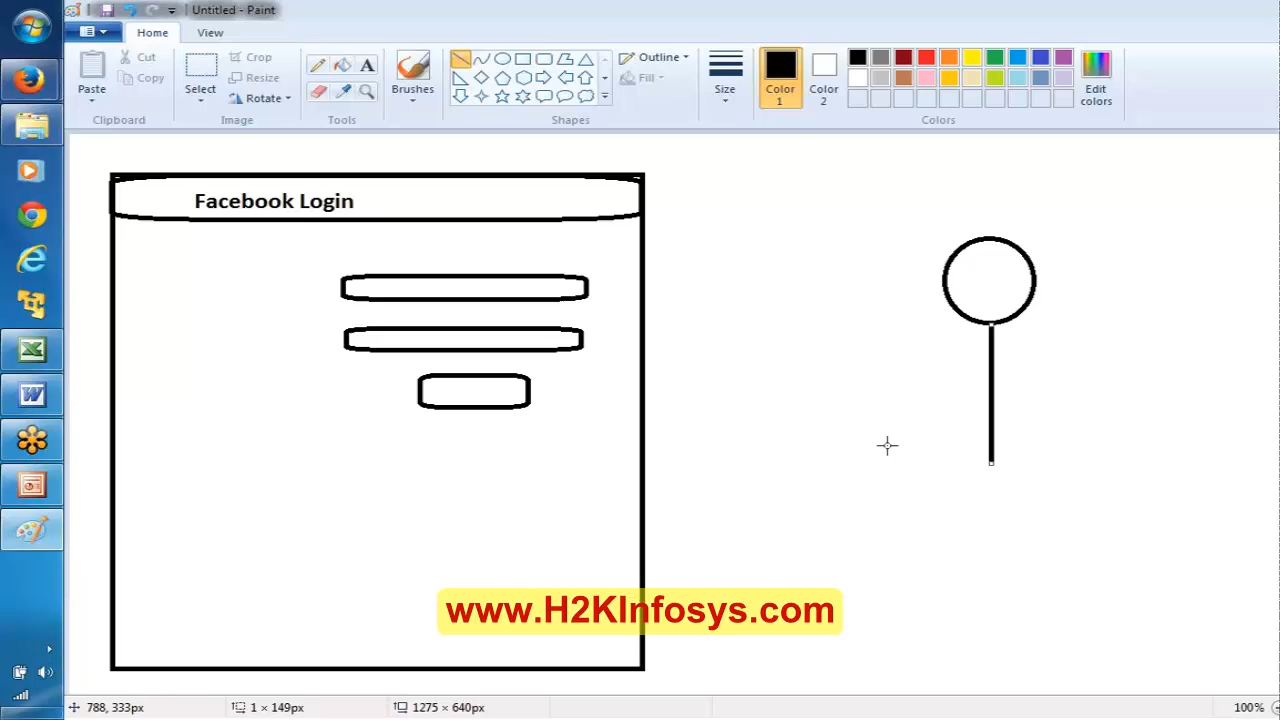 Untitled - Paint
Home View
Cut
Copy
Paste
Clipboard
Crop
Resize
Rotate
Select
Image
A
Tools
Brushes
Outline
Fill
Shapes
Size
Color 1
Color 2
Edit colors
Colors
Facebook Login
www.H2KInfosys.com
788, 333px
1 × 149px
1275 × 640px
100%